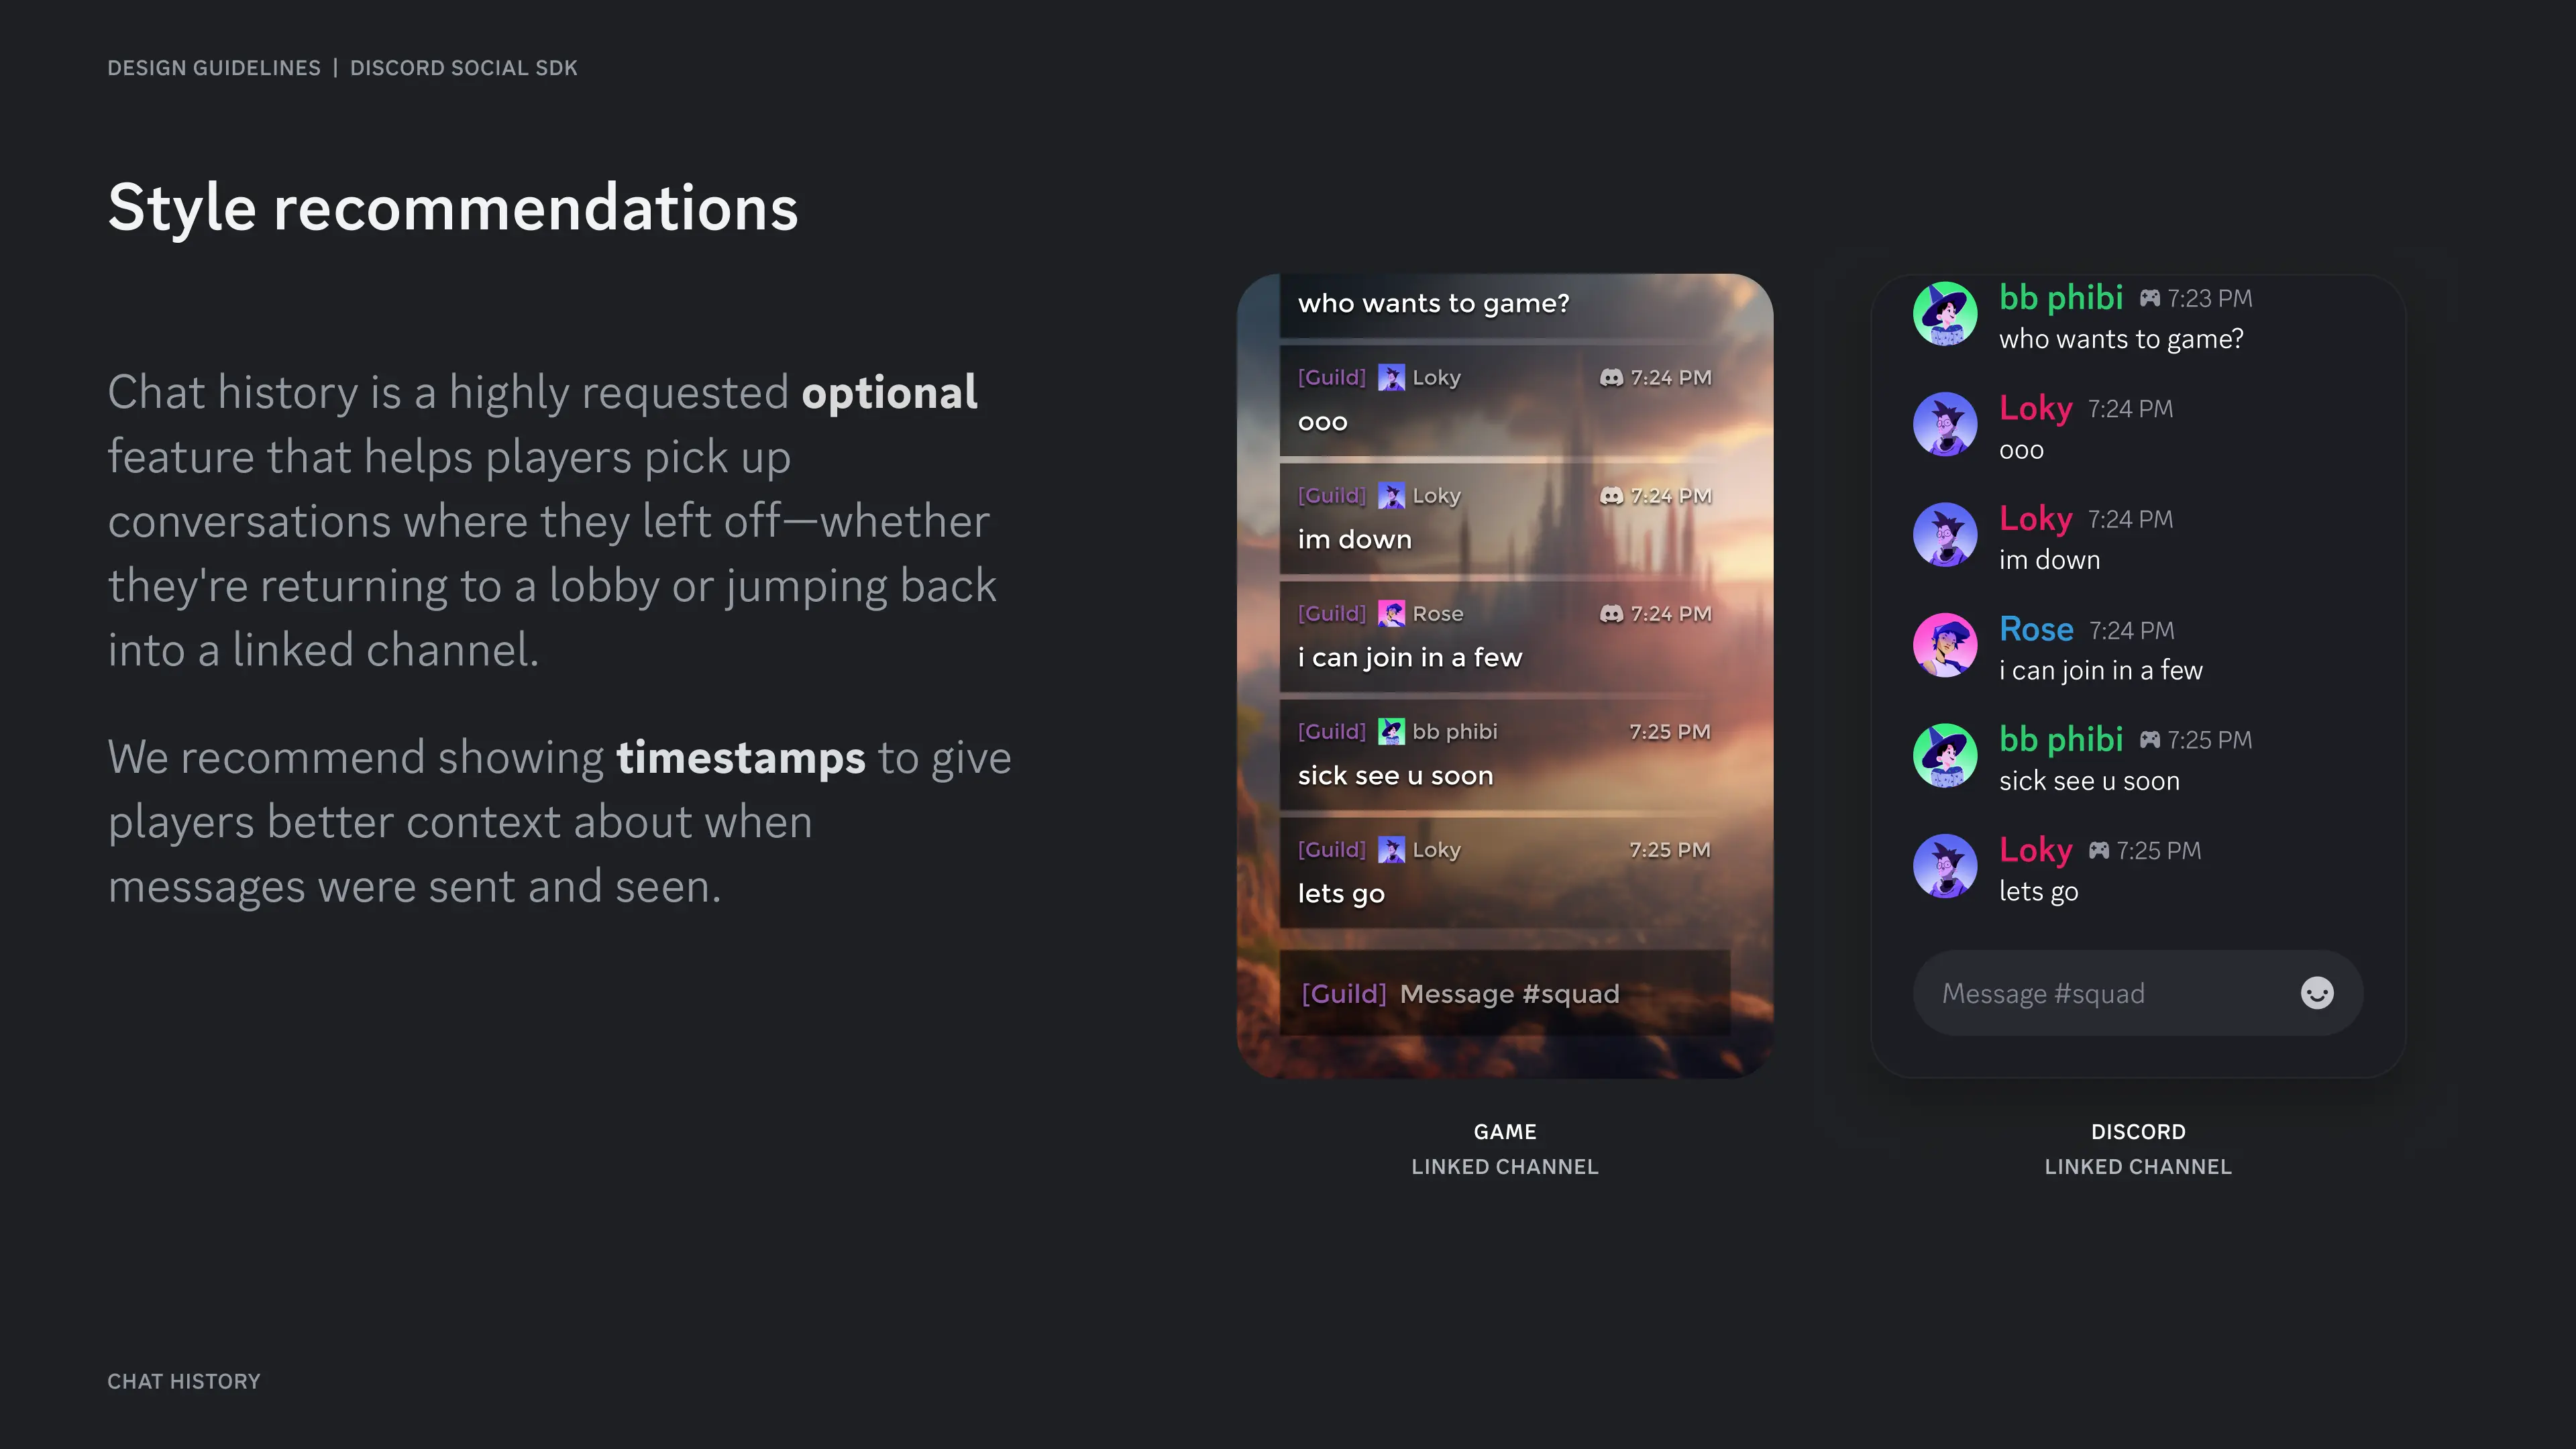 DESIGN GUIDELINES | DISCORD SOCIAL SDK
Style recommendations
Chat history is a highly requested optional
feature that helps players pick up
conversations where they left off—whether
they're returning to a lobby or jumping back
into a linked channel.
We recommend showing timestamps to give
players better context about when
messages were sent and seen.
who wants to game?
[Guild] Loky 7:24 PM
ooo
[Guild] Loky 7:24 PM
im down
[Guild] Rose 7:24 PM
i can join in a few
[Guild] bb phibi 7:25 PM
sick see u soon
[Guild] Loky 7:25 PM
lets go
[Guild] Message #squad
GAME
LINKED CHANNEL
bb phibi 7:23 PM
who wants to game?
Loky 7:24 PM
ooo
Loky 7:24 PM
im down
Rose 7:24 PM
i can join in a few
bb phibi 7:25 PM
sick see u soon
Loky 7:25 PM
lets go
Message #squad
DISCORD
LINKED CHANNEL
CHAT HISTORY